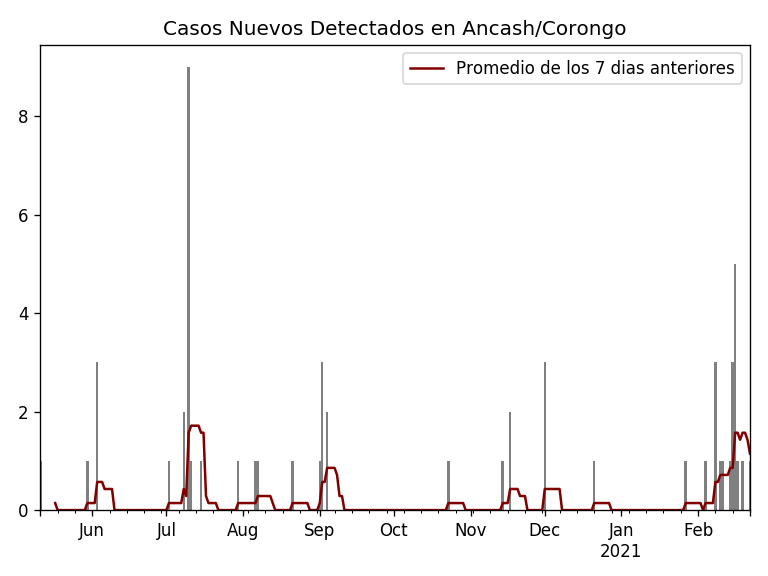 Casos Nuevos Detectados en Ancash/Corongo
Promedio de los 7 dias anteriores
8
6
4
2
0
Jun Jul Aug Sep Oct Nov Dec Jan Feb
2021